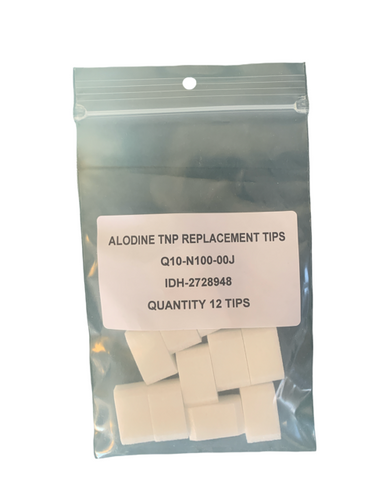 ALODINE TNP REPLACEMENT TIPS
Q10-N100-00J
IDH-2728948
QUANTITY 12 TIPS